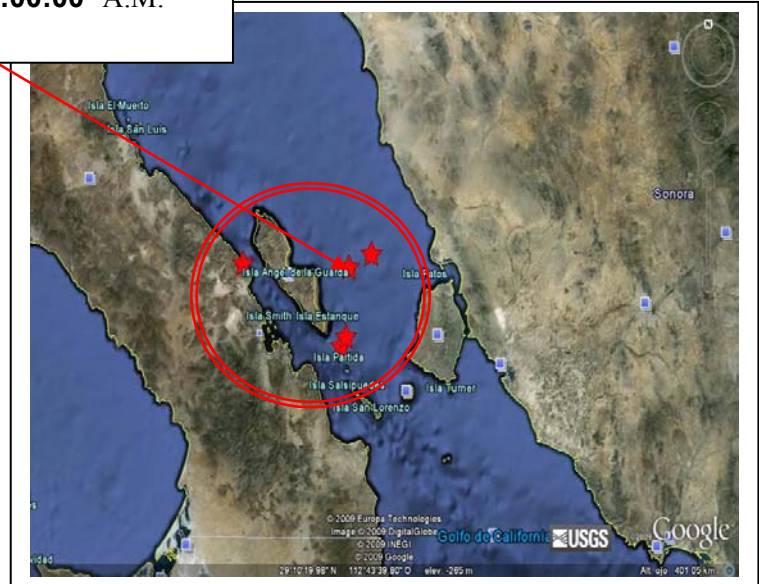 :00:00 A.M.
Isla El Muerto
Isla San Luis
Sonora
Isla Angel de la Guarda
Isla Patos
Isla Smith
Isla Estanque
Isla Partida
Isla Salsipuedes
Isla Turner
Isla San Lorenzo
© 2009 Europa Technologies
Image © 2009 DigitalGlobe
© 2009 INEGI
© 2009 Google
Golfo de California
USGS
Google
29°10'19.98" N 112°43'39.80" O elev. -265 m
Alt. ojo 401.05 km